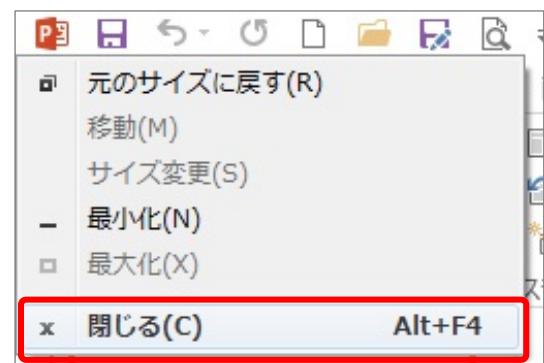 元のサイズに戻す(R)
移動(M)
サイズ変更(S)
最小化(N)
最大化(X)
閉じる(C) Alt+F4